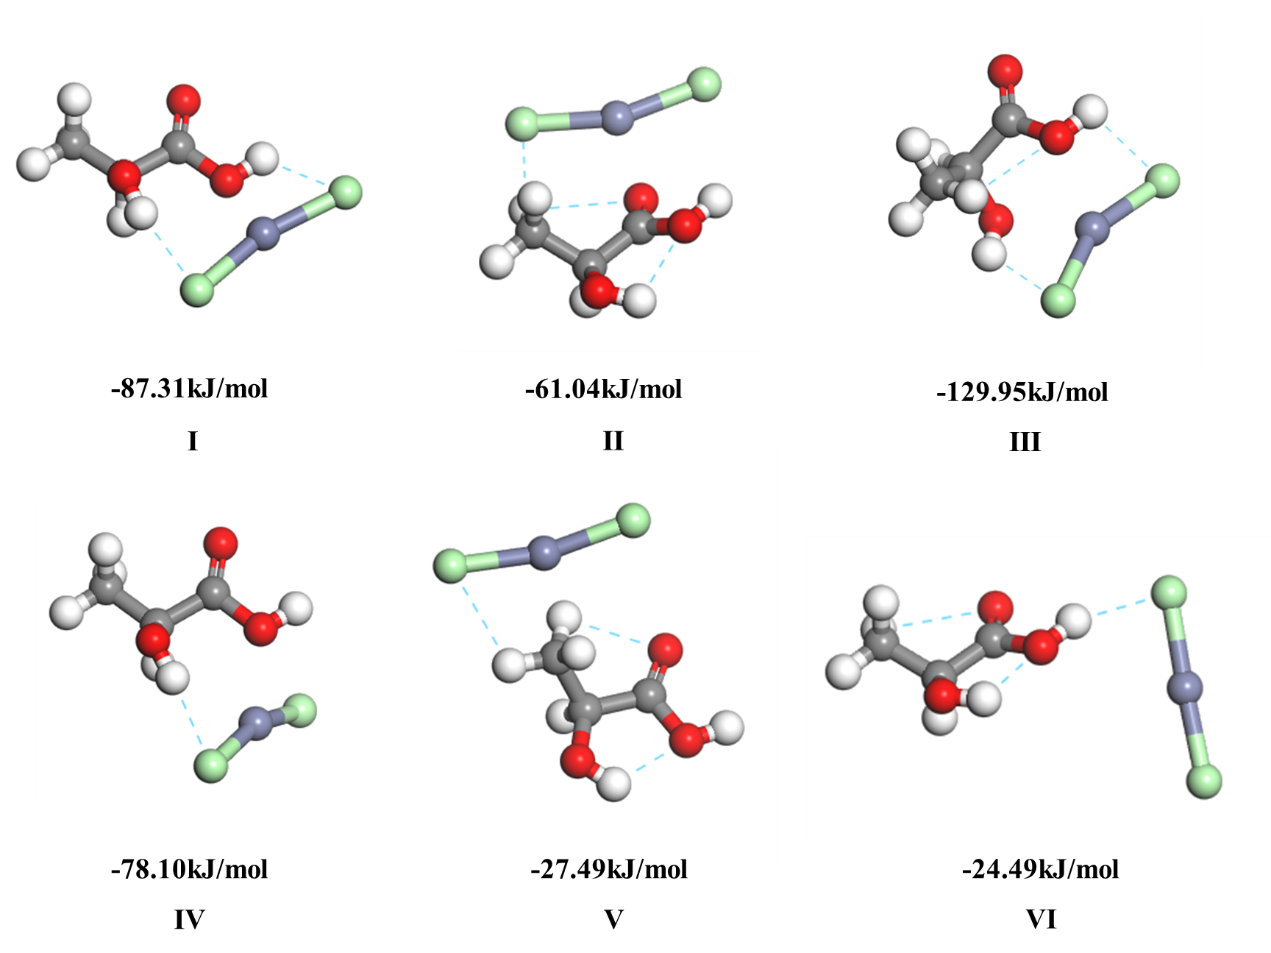 -87.31kJ/mol
-61.04kJ/mol
-129.95kJ/mol
I
II
III
-78.10kJ/mol
-27.49kJ/mol
-24.49kJ/mol
IV
V
VI